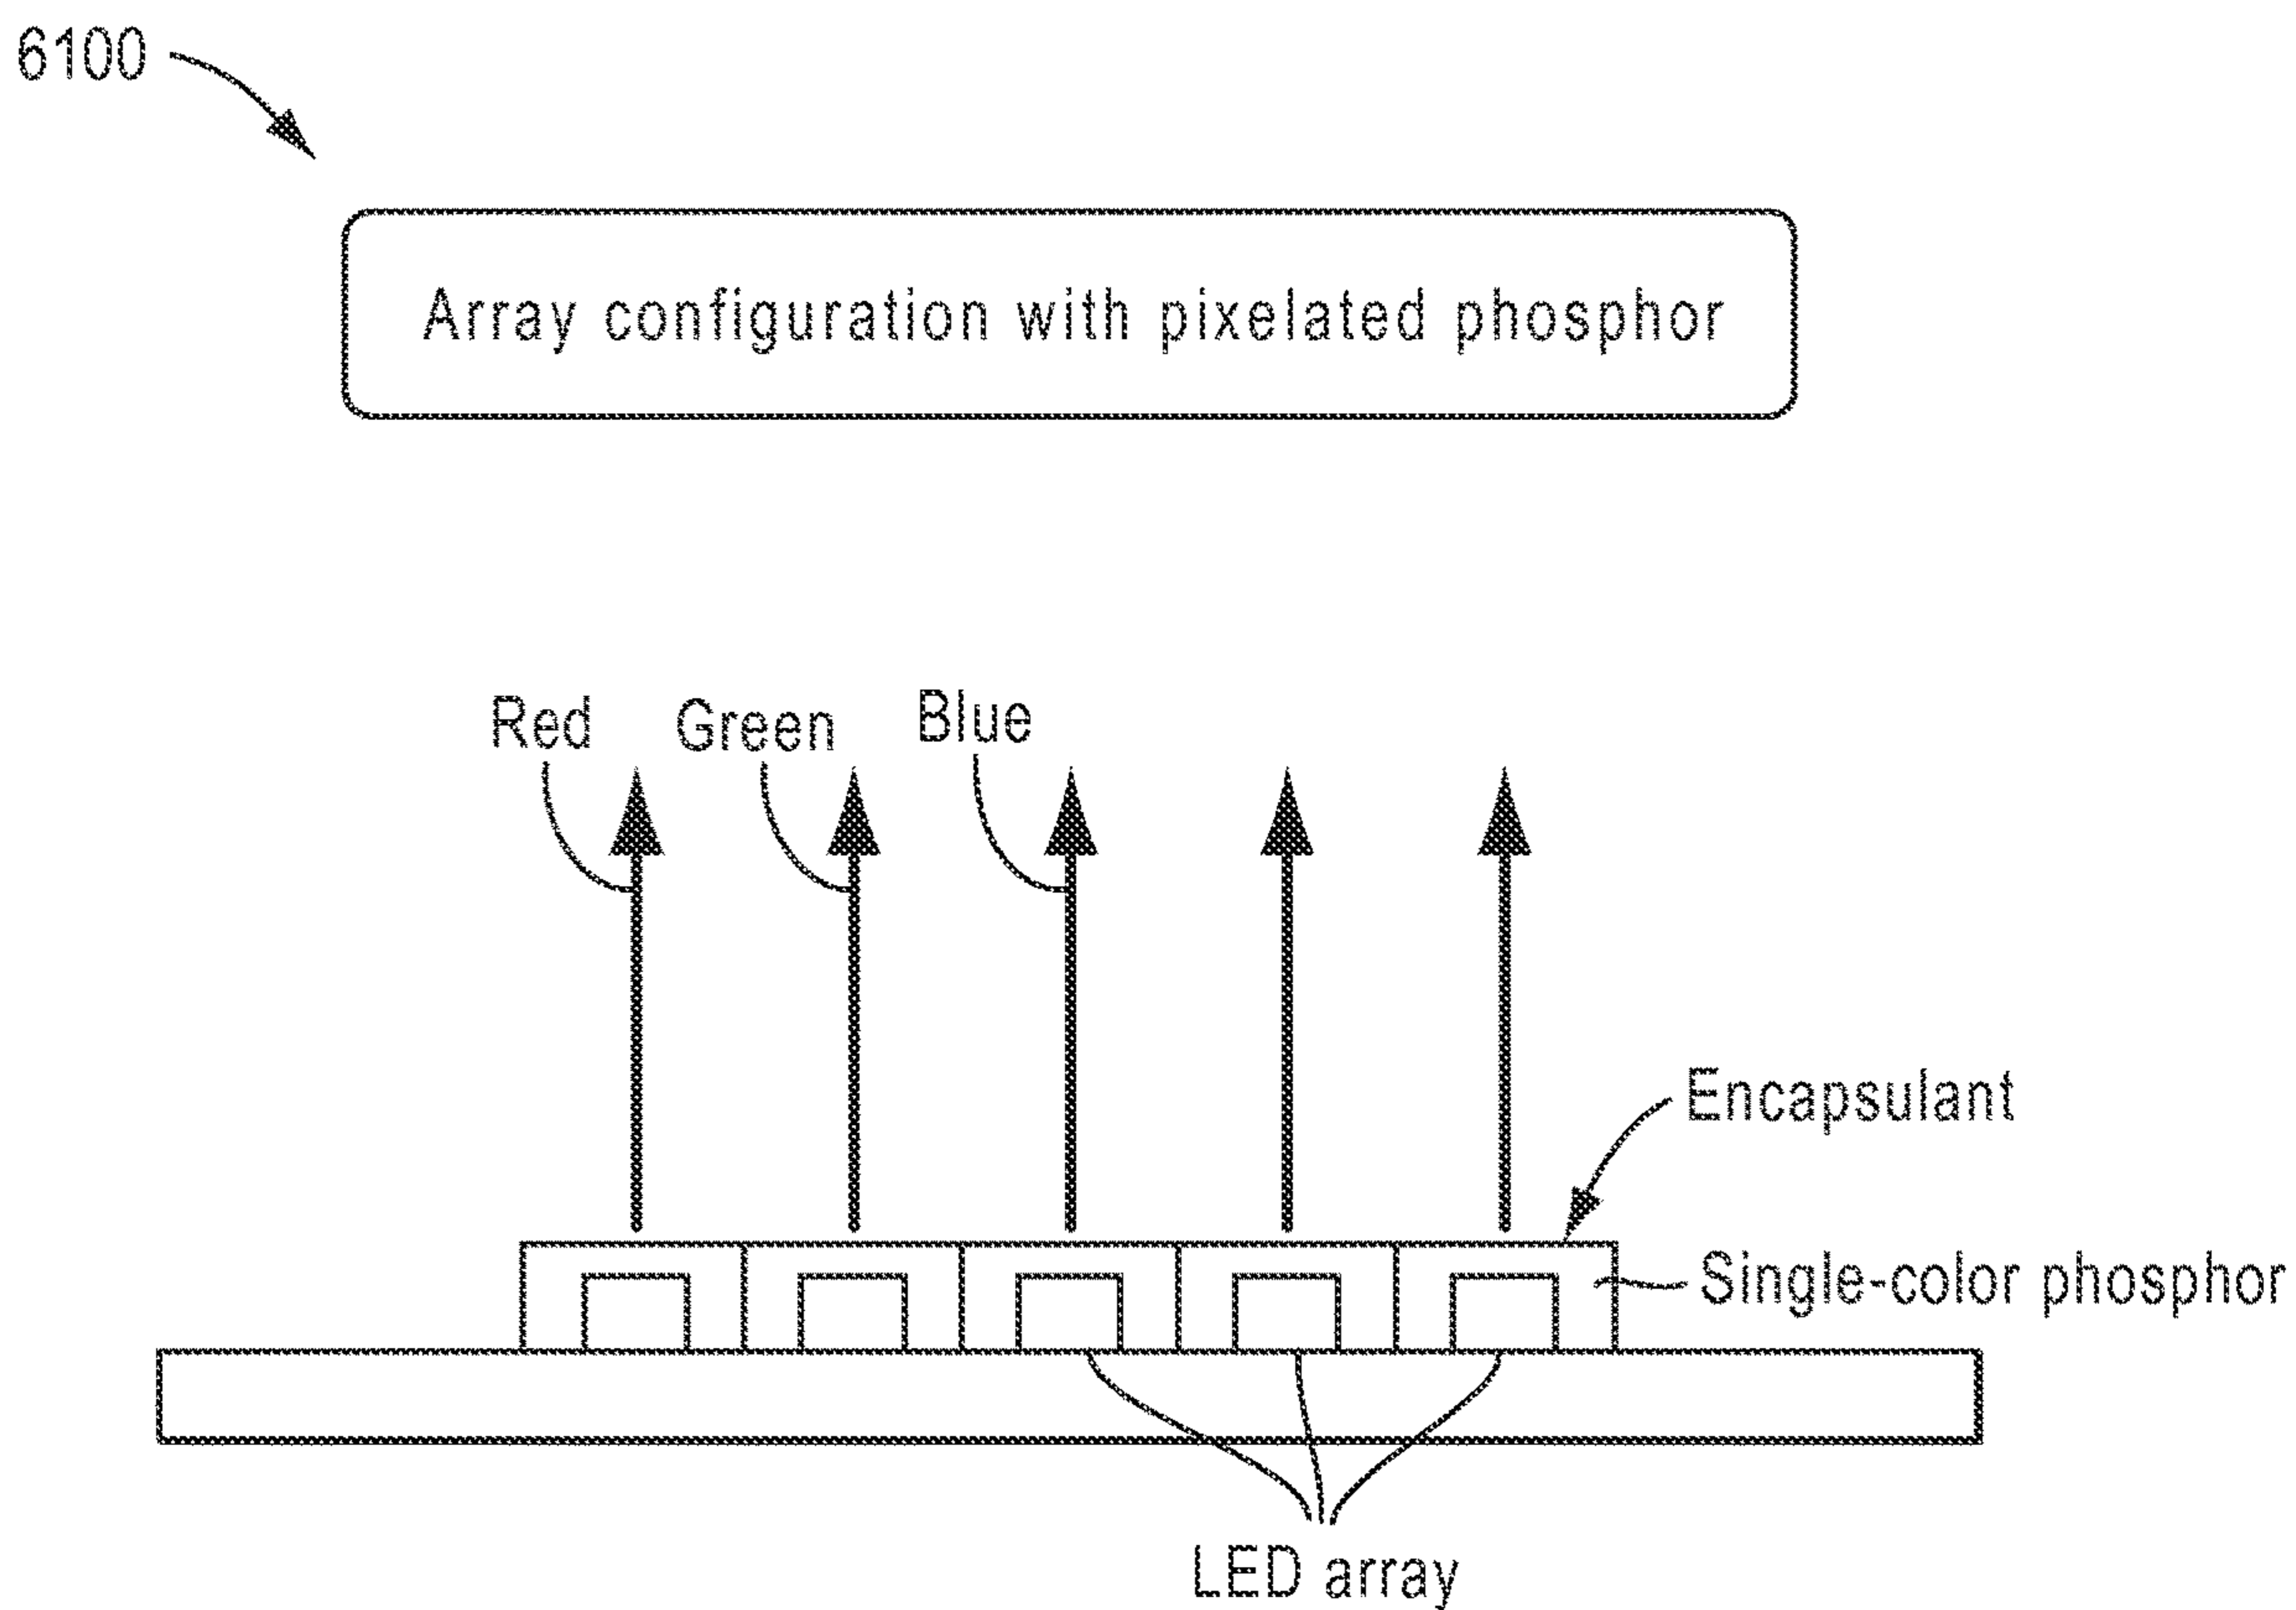 6100
Array configuration with pixelated phosphor
Red
Green
Blue
Encapsulant
Single-color phosphor
LED array